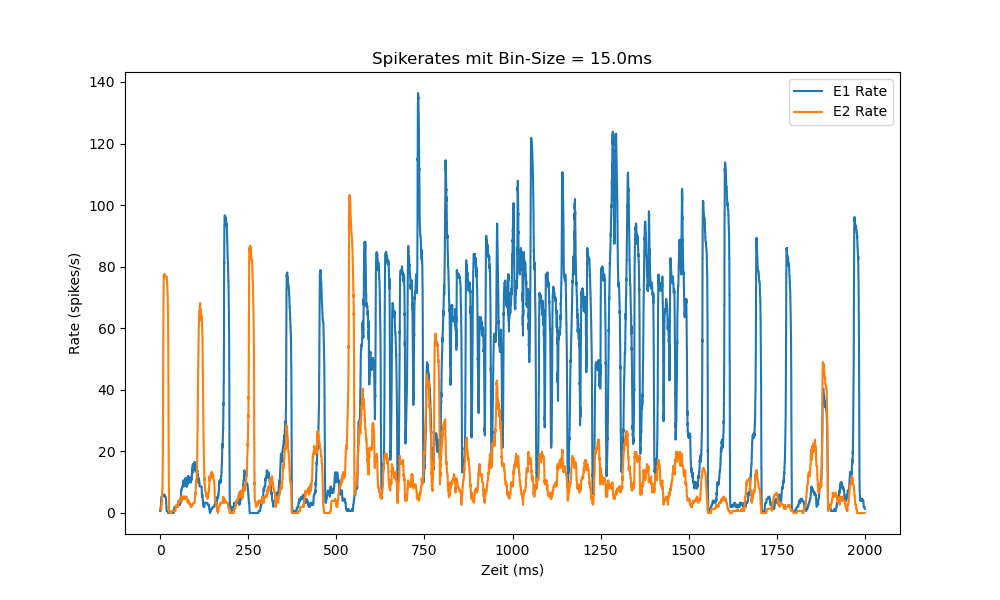 Spikerates mit Bin-Size = 15.0ms
E1 Rate
E2 Rate
140
120
100
80
60
40
20
0
Rate (spikes/s)
0 250 500 750 1000 1250 1500 1750 2000
Zeit (ms)